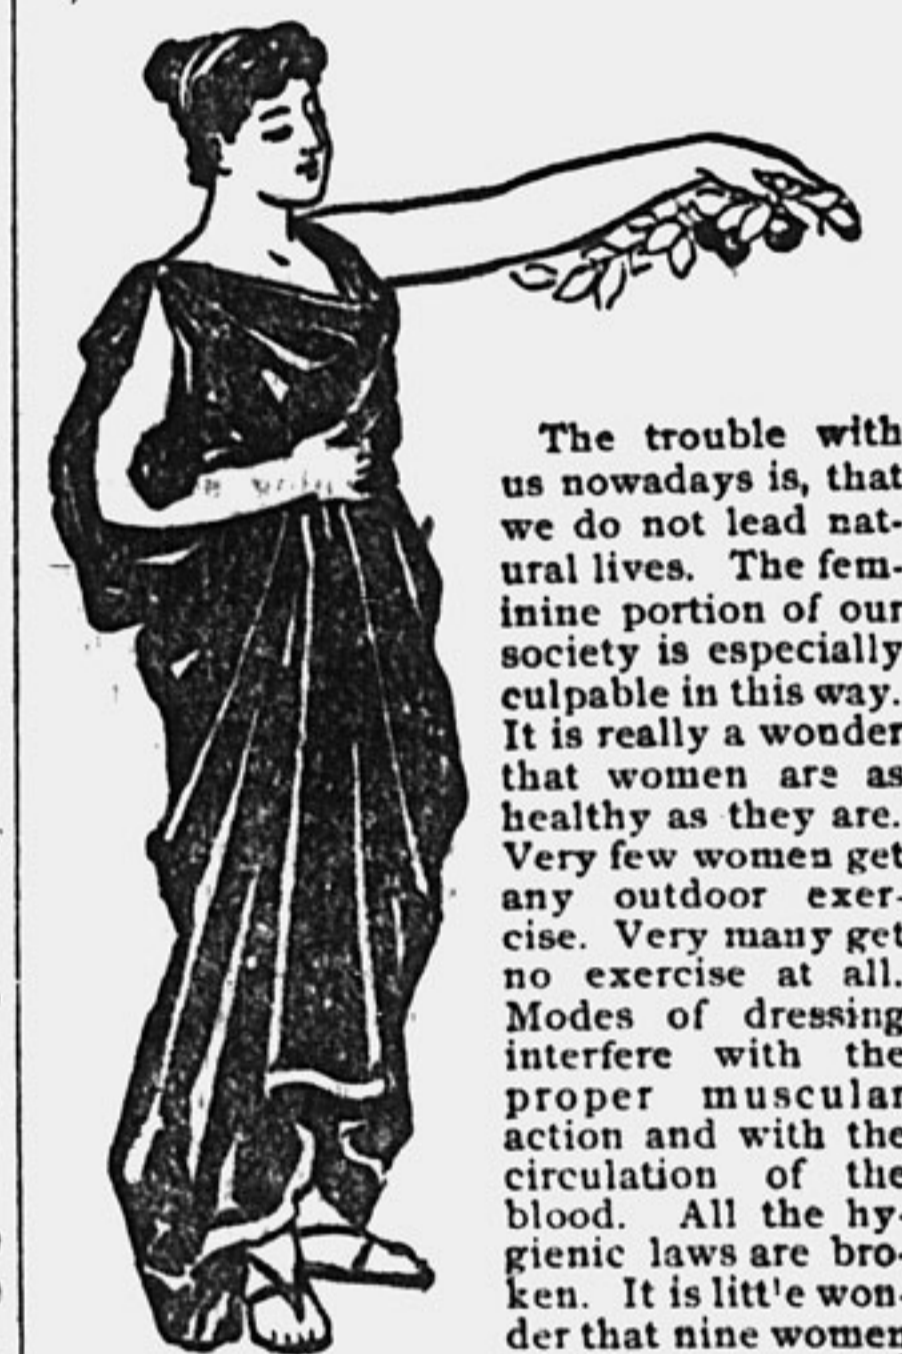 The trouble with
us nowadays is, that
we do not lead nat-
ural lives. The fem-
inine portion of our
society is especially
culpable in this way.
It is really a wonder
that women are as
healthy as they are.
Very few women get
any outdoor exer-
cise. Very many get
no exercise at all.
Modes of dressing
interfere with the
proper muscular
action and with the
circulation of the
blood. All the hy-
gienic laws are bro-
ken. It is litt'e won-
der that nine women